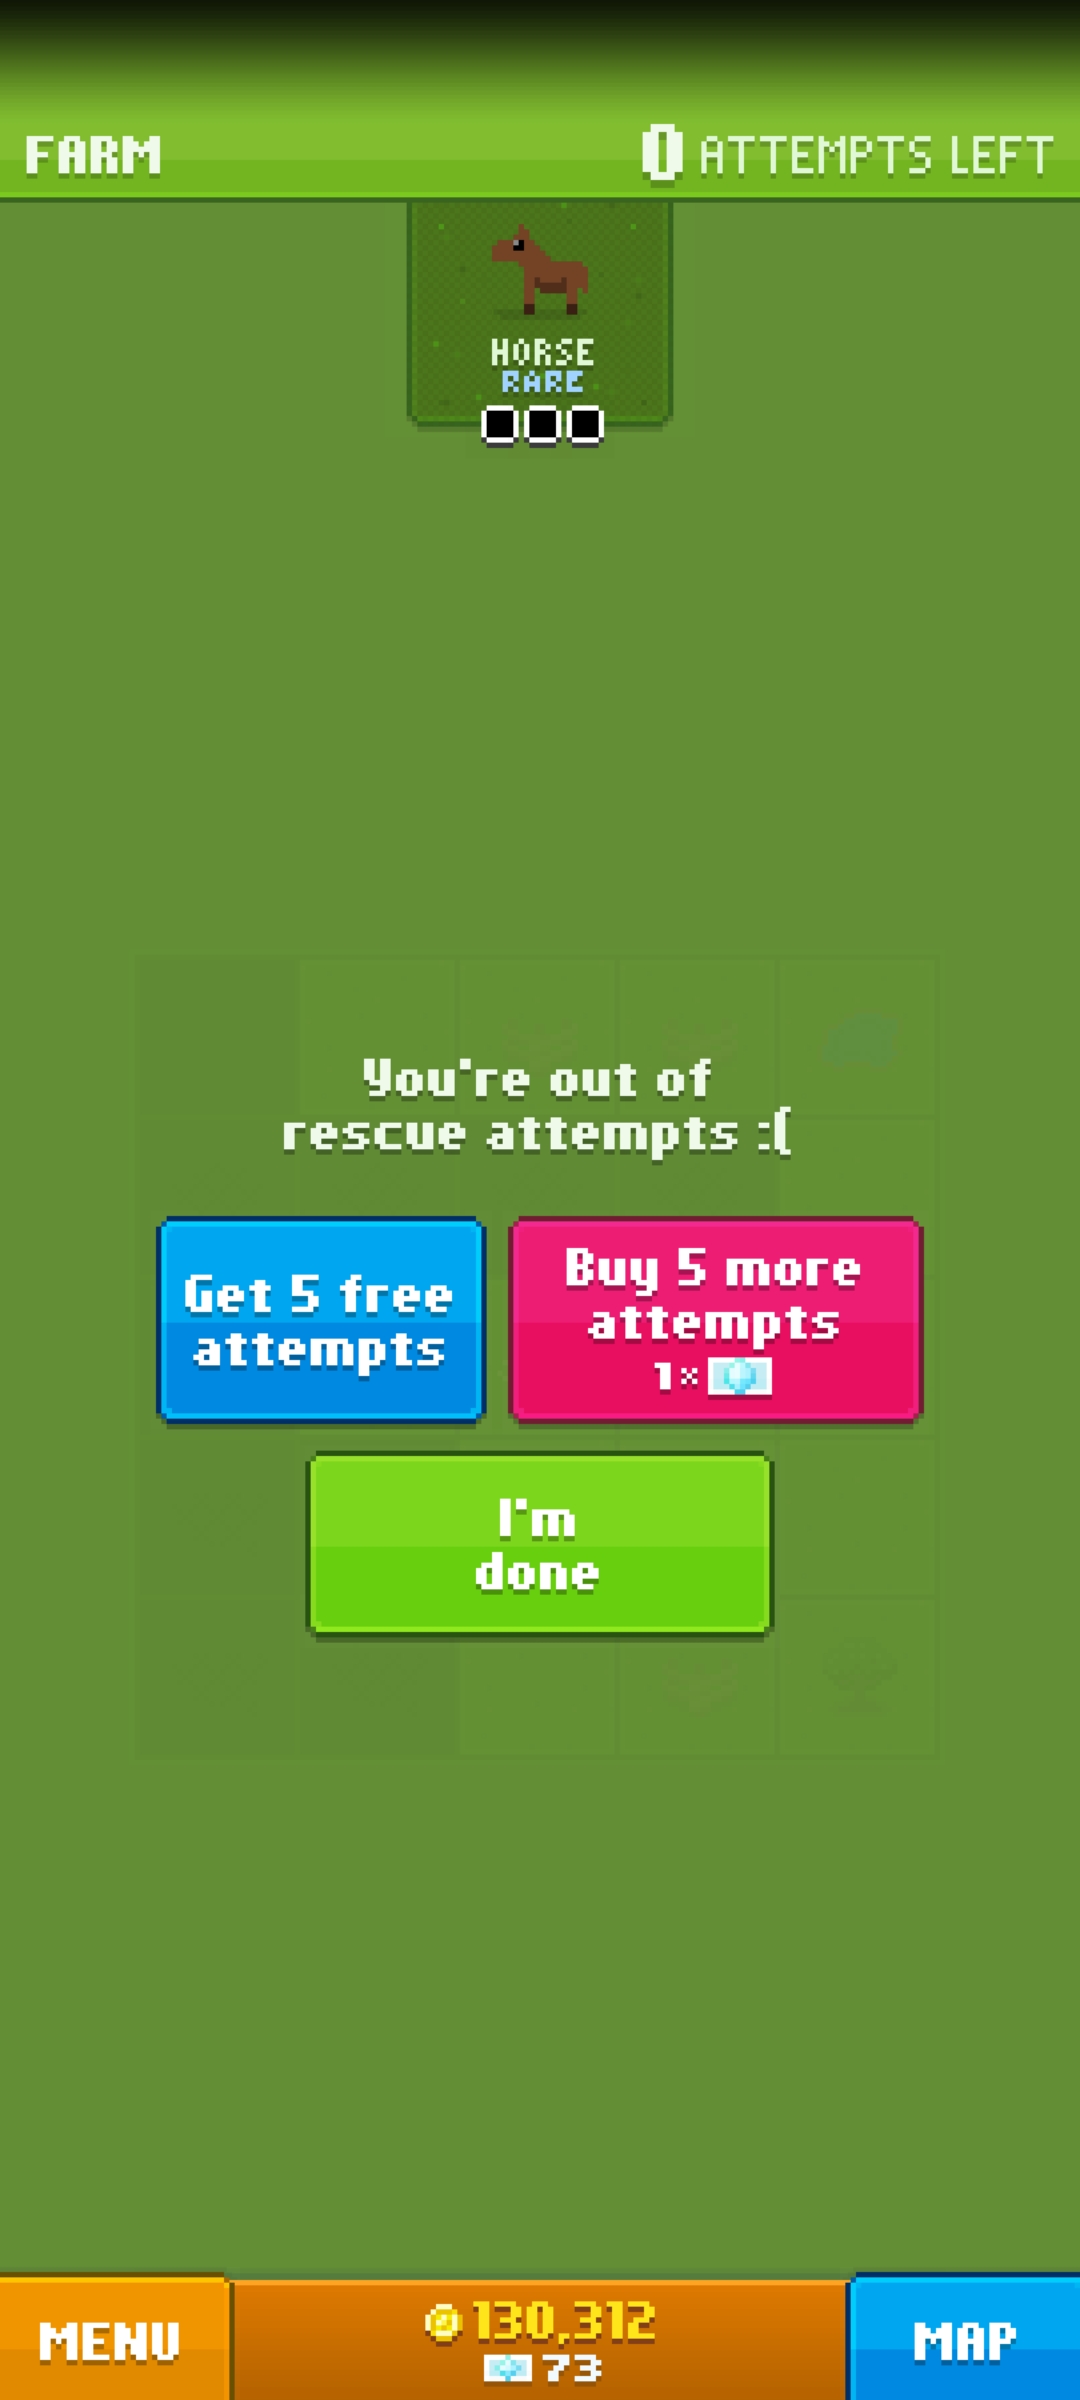 FARM
0 ATTEMPTS LEFT
HORSE
RARE
You're out of
rescue attempts :(
Get 5 free
attempts
Buy 5 more
attempts
1×
I'm
done
MENU
130,312
73
MAP